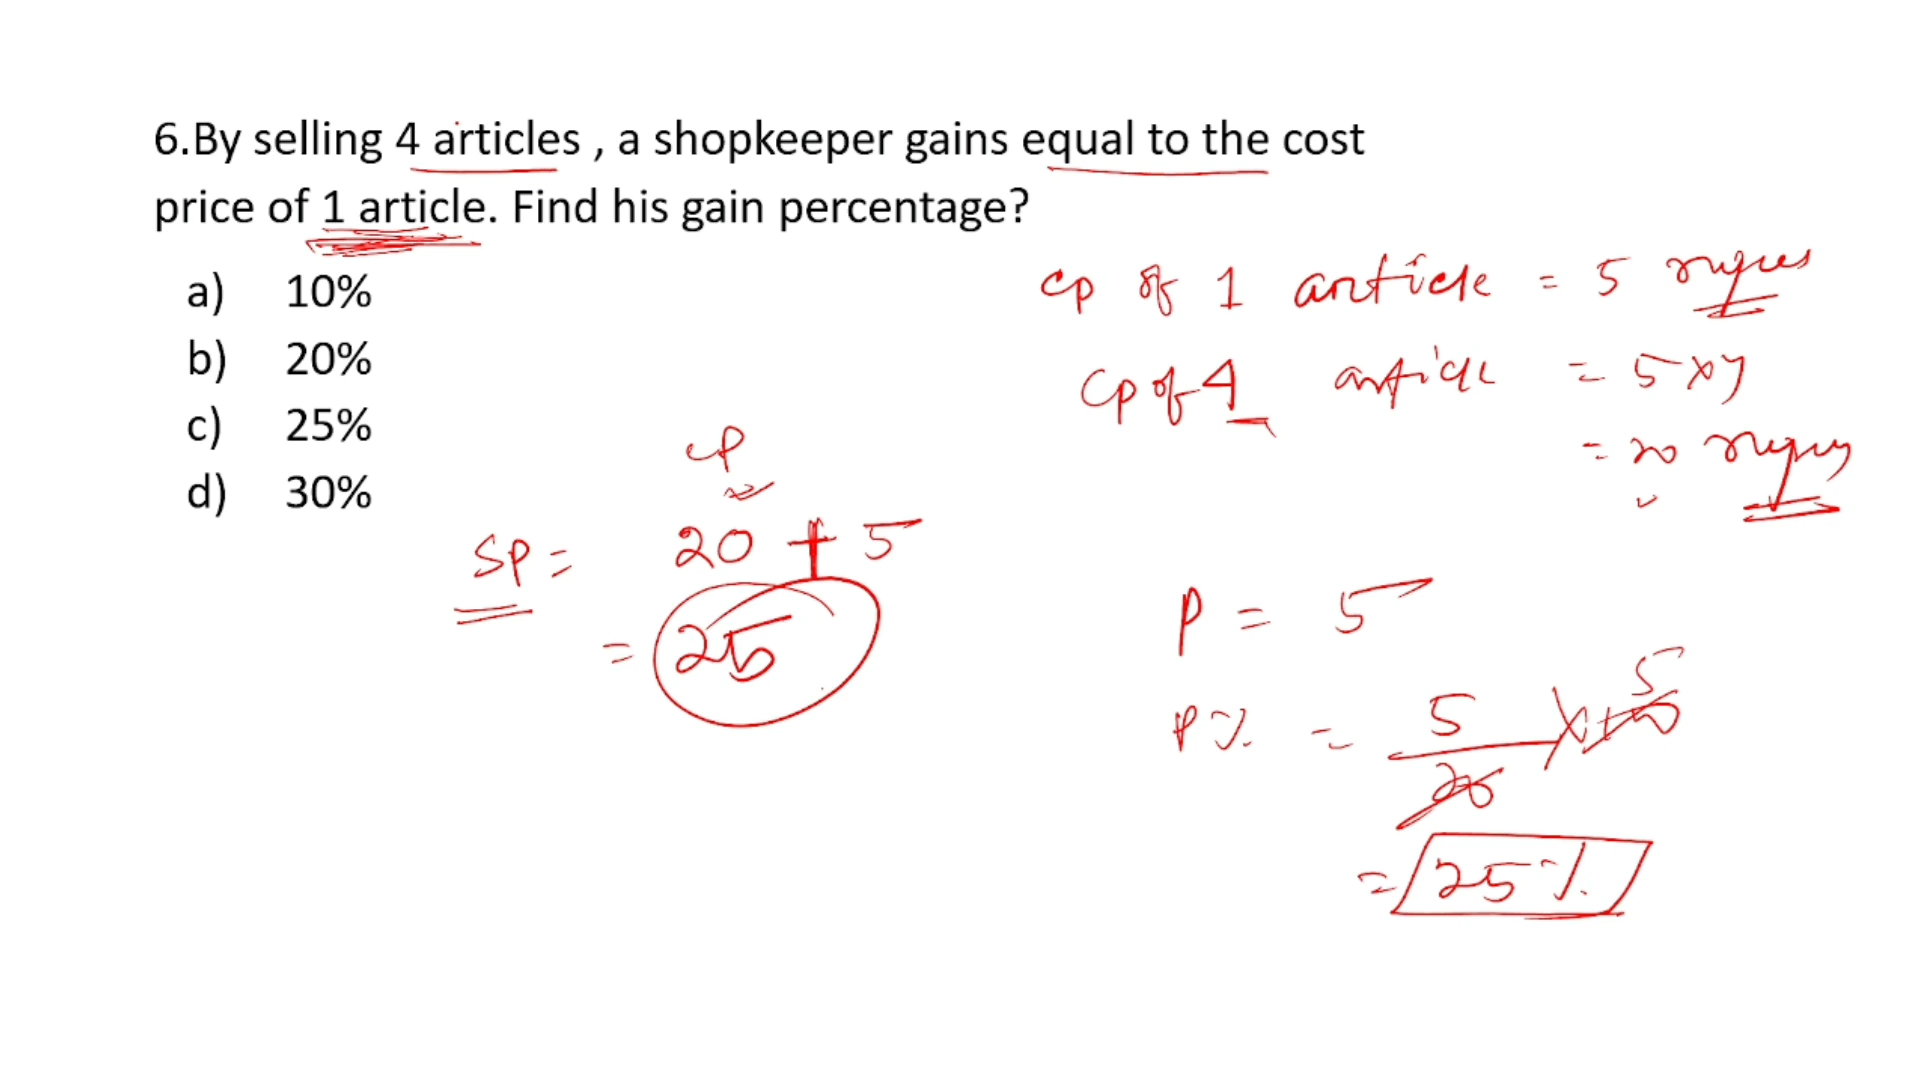 6.By selling 4 articles , a shopkeeper gains equal to the cost
price of 1 article. Find his gain percentage?
a) 10%
b) 20%
c) 25%
d) 30%
cp of 1 article = 5 rupees
cp of 4 article = 5 x 4
= 20 rupees
cp
SP = 20 + 5
= 25
P = 5
P% = 5/20 x 100 5
= 25%